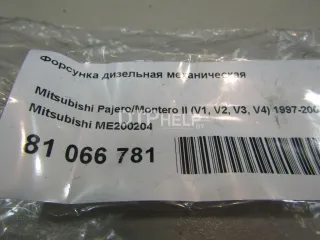 Форсунка дизельная механическая
Mitsubishi Pajero/Montero II (V1, V2, V3, V4) 1997-200
Mitsubishi ME200204
81 066 781